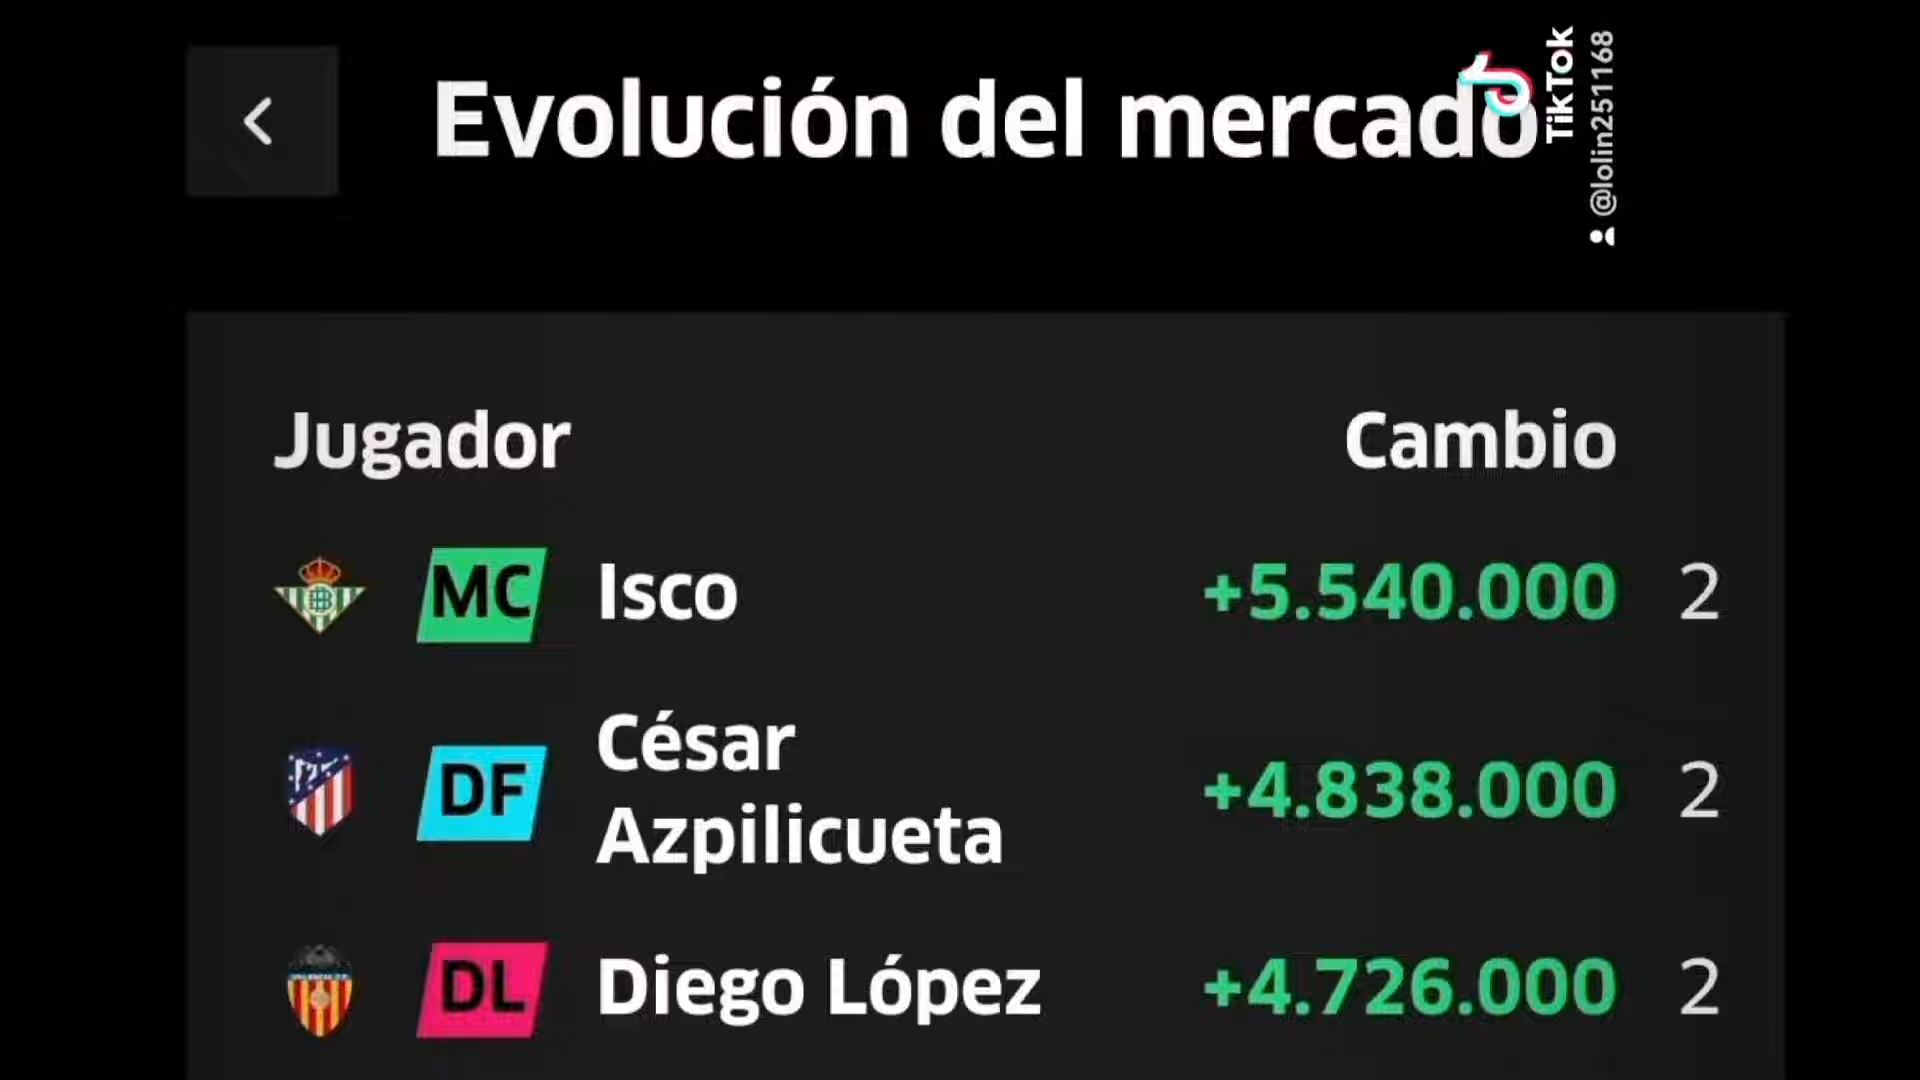 Evolución del mercado
TikTok
@lolin251168
Jugador Cambio
MC Isco +5.540.000 2
DF César Azpilicueta +4.838.000 2
DL Diego López +4.726.000 2